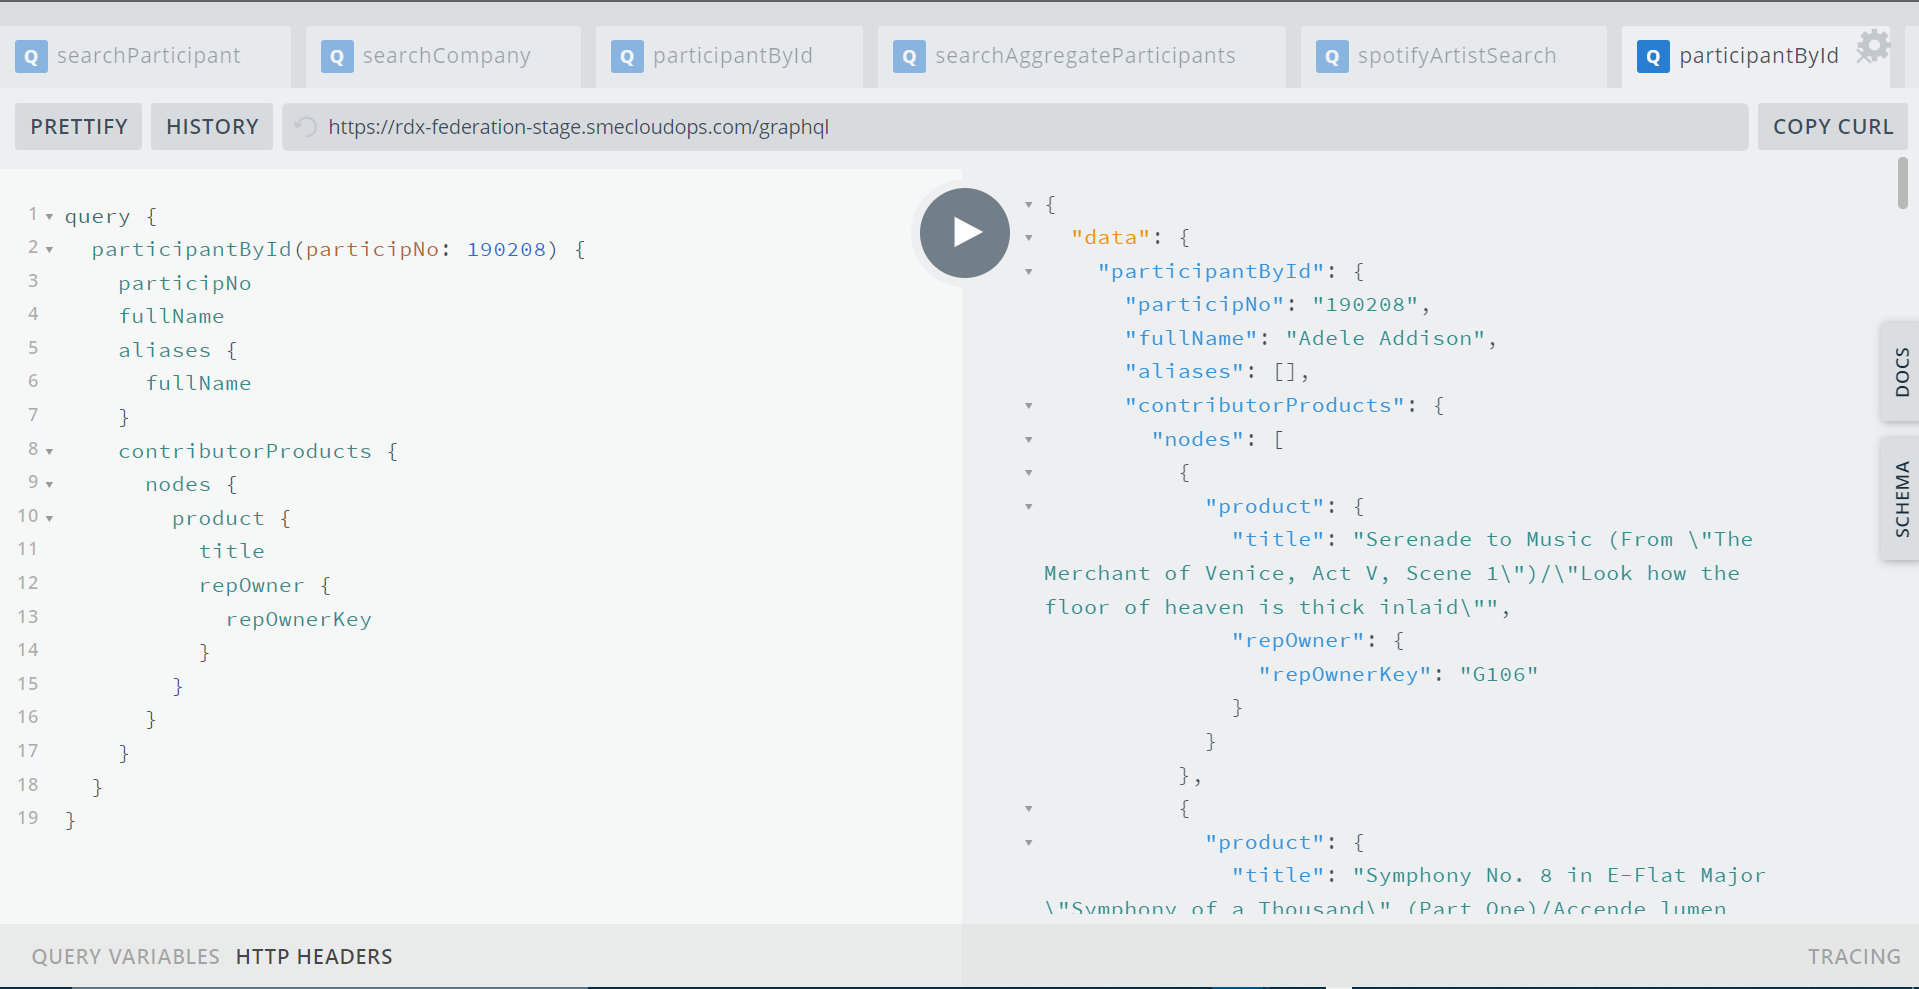 Q searchParticipant Q searchCompany Q participantById Q searchAggregateParticipants Q spotifyArtistSearch Q participantById
PRETTIFY HISTORY https://rdx-federation-stage.smecloudops.com/graphql COPY CURL
1 query {
2 participantById(participNo: 190208) {
3 participNo
4 fullName
5 aliases {
6 fullName
7 }
8 contributorProducts {
9 nodes {
10 product {
11 title
12 repOwner {
13 repOwnerKey
14 }
15 }
16 }
17 }
18 }
19 }
{
"data": {
"participantById": {
"participNo": "190208",
"fullName": "Adele Addison",
"aliases": [],
"contributorProducts": {
"nodes": [
{
"product": {
"title": "Serenade to Music (From \"The
Merchant of Venice, Act V, Scene 1\")/\"Look how the
floor of heaven is thick inlaid\"",
"repOwner": {
"repOwnerKey": "G106"
}
}
},
{
"product": {
"title": "Symphony No. 8 in E-Flat Major
\"Symphony of a Thousand\" (Part One)/Accende lumen
DOCS
SCHEMA
QUERY VARIABLES HTTP HEADERS
TRACING